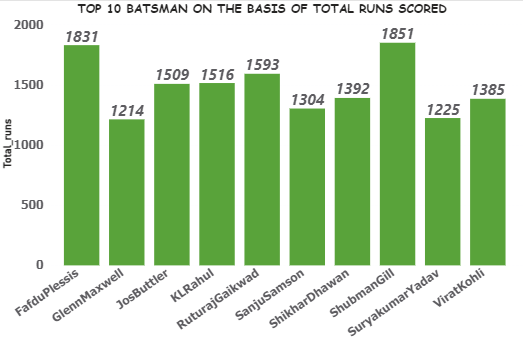 TOP 10 BATSMAN ON THE BASIS OF TOTAL RUNS SCORED
Total_runs
2000
1500
1000
500
0
1831
1214
1509
1516
1593
1304
1392
1851
1225
1385
FafduPlessis
GlennMaxwell
JosButtler
KLRahul
RuturajGaikwad
SanjuSamson
ShikharDhawan
ShubmanGill
SuryakumarYadav
ViratKohli